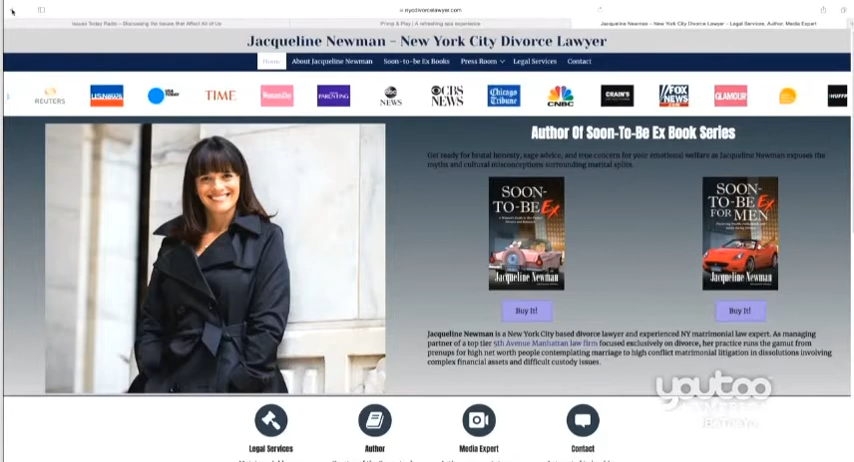 nycdivorcelawyer.com
Issues Today Radio – Discussing the Issues that Affect All of Us
Pring & Play | A refreshing spa experience
Jacqueline Newman – New York City Divorce Lawyer – Legal Services, Author, Media Expert
Jacqueline Newman – New York City Divorce Lawyer
Home
About Jacqueline Newman
Soon-to-be Ex Books
Press Room
Legal Services
Contact
REUTERS
U.S.NEWS
USA TODAY
TIME
Woman's Day
PARENTING
abc NEWS
CBS NEWS
Chicago Tribune
CNBC
CRAIN'S
FOX NEWS
GLAMOUR
HUFF
Author Of Soon-To-Be Ex Book Series
Get ready for brutal honesty, sage advice, and true concern for your emotional welfare as Jacqueline Newman exposes the
myths and cultural misconceptions surrounding marital splits.
SOON-
TO-BE Ex
Jacqueline Newman
SOON-
TO-BE Ex
FOR MEN
Jacqueline Newman
Buy It!
Buy It!
Jacqueline Newman is a New York City based divorce lawyer and experienced NY matrimonial law expert. As managing
partner of a top tier 5th Avenue Manhattan law firm focused exclusively on divorce, her practice runs the gamut from
prenups for high net worth people contemplating marriage to high conflict matrimonial litigation in dissolutions involving
complex financial assets and difficult custody issues.
youtoo
Legal Services
Author
Media Expert
Contact